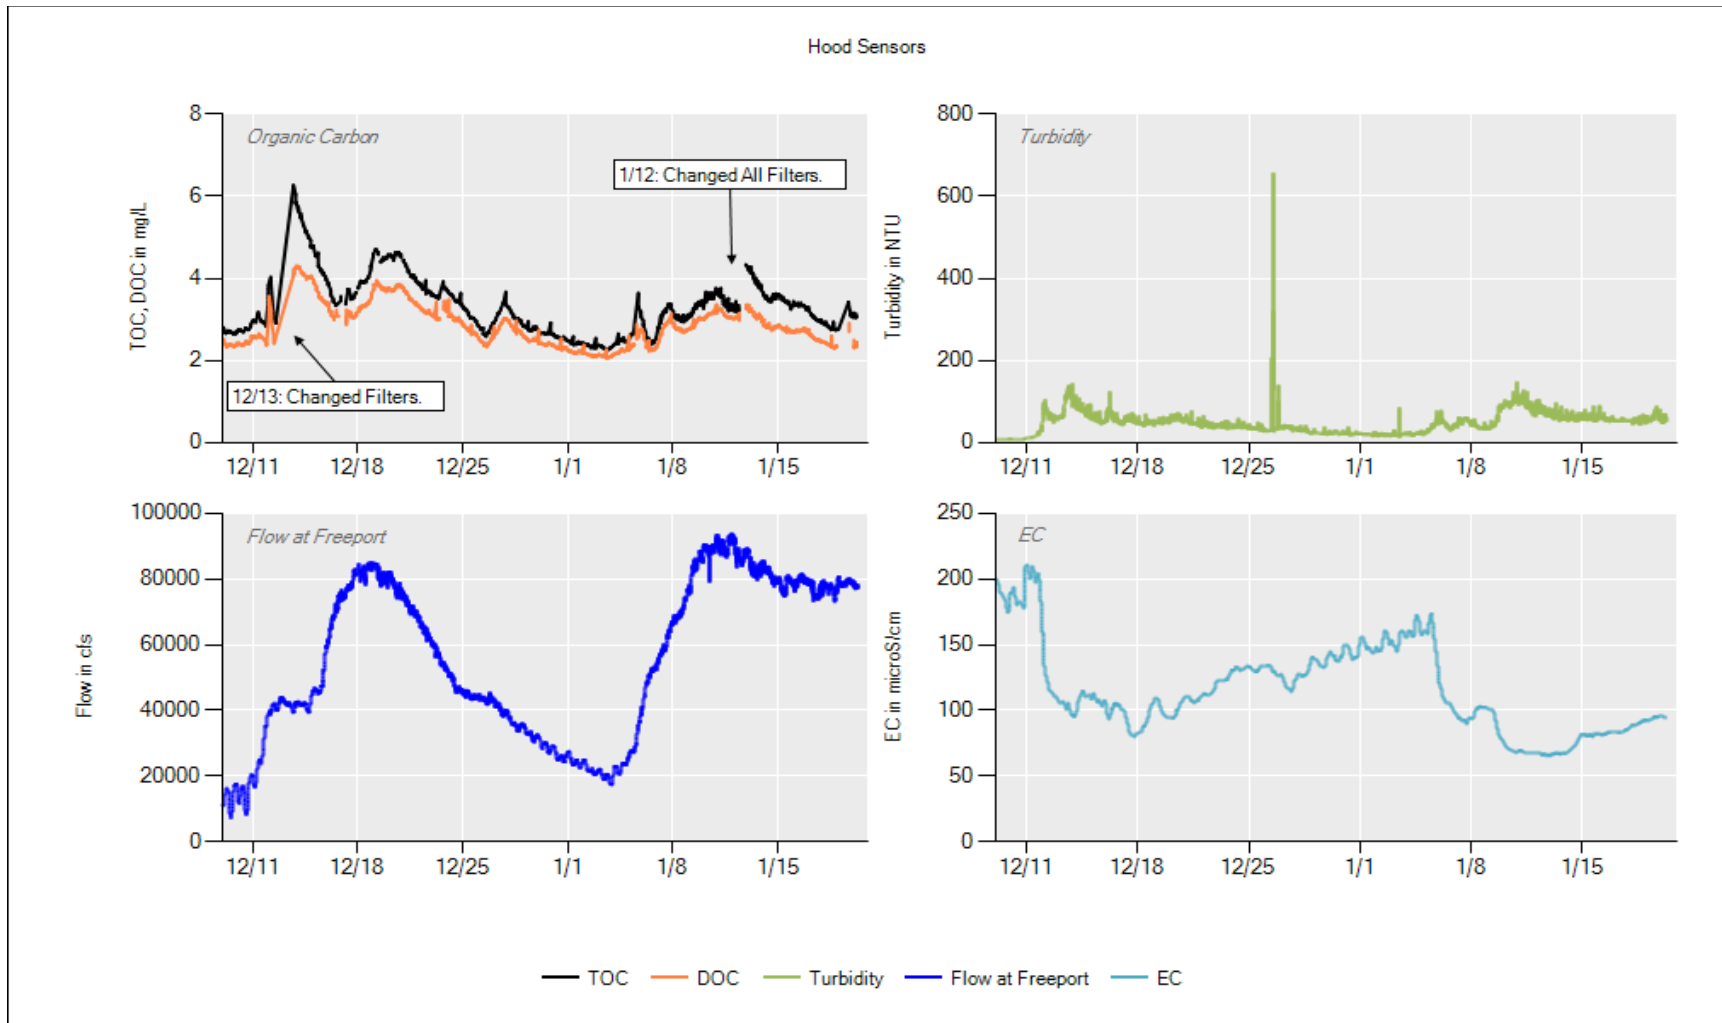 Hood Sensors
Organic Carbon
TOC, DOC in mg/L
8
6
4
2
0
1/12: Changed All Filters.
12/13: Changed Filters.
12/11 12/18 12/25 1/1 1/8 1/15
Turbidity
Turbidity in NTU
800
600
400
200
0
12/11 12/18 12/25 1/1 1/8 1/15
Flow at Freeport
Flow in cfs
100000
80000
60000
40000
20000
0
12/11 12/18 12/25 1/1 1/8 1/15
EC
EC in microS/cm
250
200
150
100
50
0
12/11 12/18 12/25 1/1 1/8 1/15
TOC DOC Turbidity Flow at Freeport EC